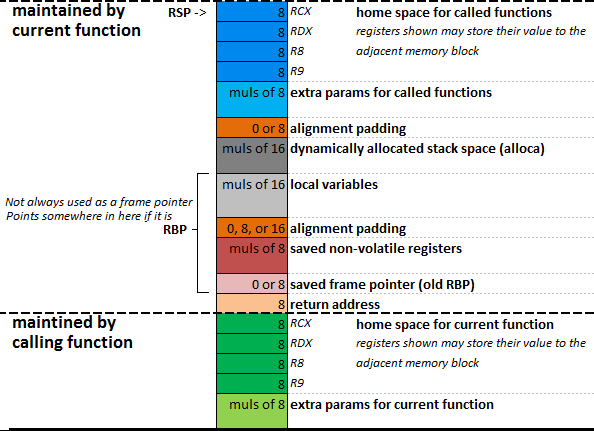 maintained by
current function
RSP ->
8 RCX home space for called functions
8 RDX registers shown may store their value to the
8 R8 adjacent memory block
8 R9
muls of 8 extra params for called functions
0 or 8 alignment padding
muls of 16 dynamically allocated stack space (alloca)
muls of 16 local variables
Not always used as a frame pointer
Points somewhere in here if it is
RBP
0, 8, or 16 alignment padding
muls of 8 saved non-volatile registers
0 or 8 saved frame pointer (old RBP)
8 return address
maintined by
calling function
8 RCX home space for current function
8 RDX registers shown may store their value to the
8 R8 adjacent memory block
8 R9
muls of 8 extra params for current function